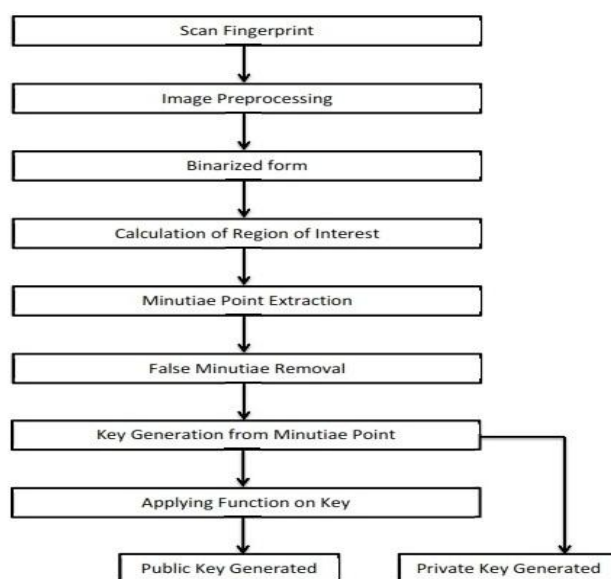 Scan Fingerprint
Image Preprocessing
Binarized form
Calculation of Region of Interest
Minutiae Point Extraction
False Minutiae Removal
Key Generation from Minutiae Point
Applying Function on Key
Public Key Generated
Private Key Generated